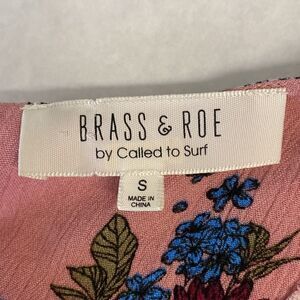 BRASS & ROE
by Called to Surf
S
MADE IN
CHINA